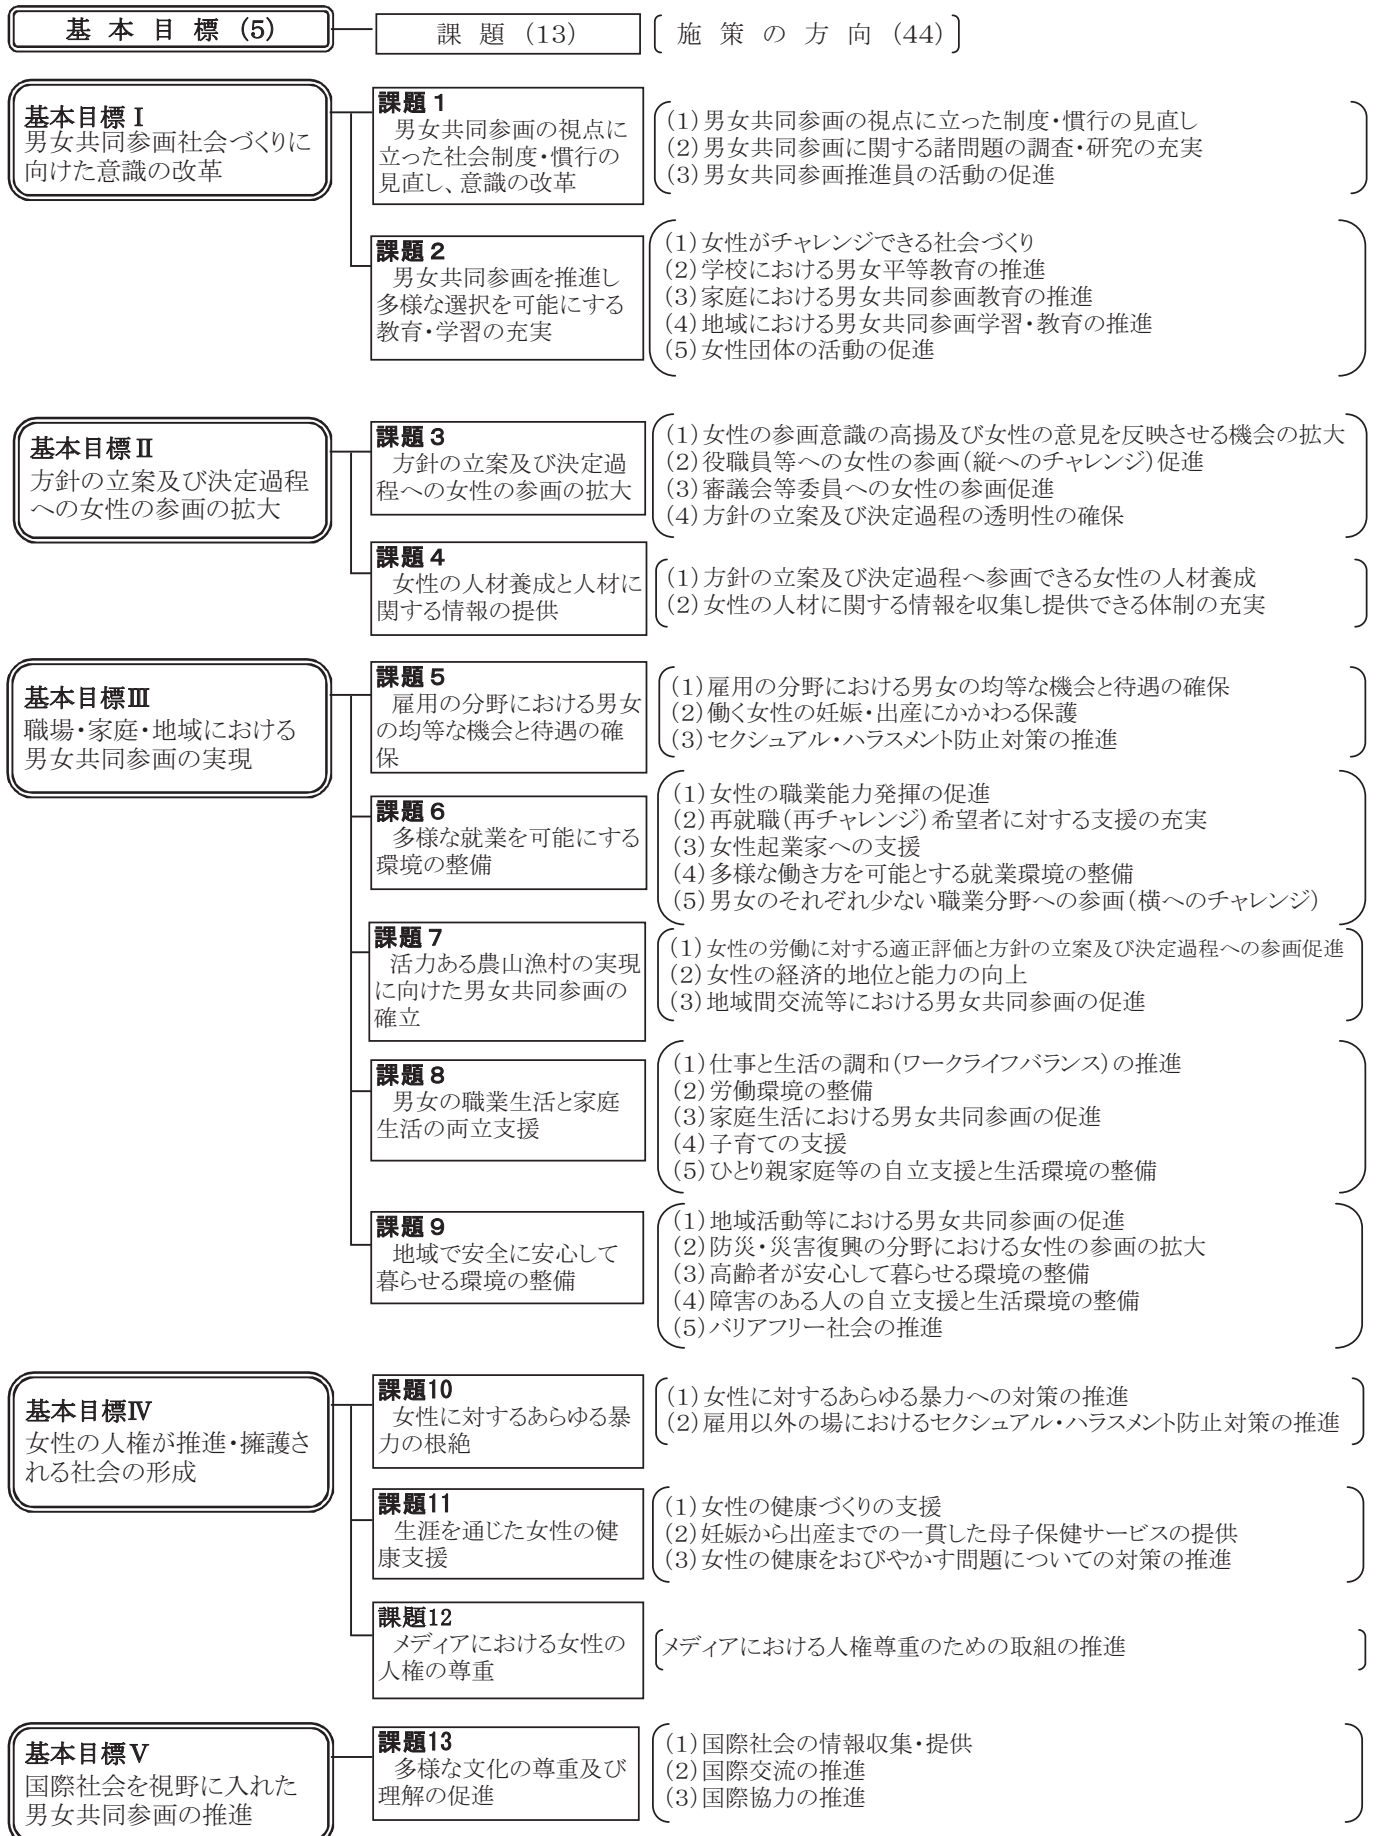 基 本 目 標 (5)
課 題 (13)
施 策 の 方 向 (44)
基本目標Ⅰ
男女共同参画社会づくりに
向けた意識の改革
課題１
男女共同参画の視点に
立った社会制度・慣行の
見直し、意識の改革
(1)男女共同参画の視点に立った制度・慣行の見直し
(2)男女共同参画に関する諸問題の調査・研究の充実
(3)男女共同参画推進員の活動の促進
課題２
男女共同参画を推進し
多様な選択を可能にする
教育・学習の充実
(1)女性がチャレンジできる社会づくり
(2)学校における男女平等教育の推進
(3)家庭における男女共同参画教育の推進
(4)地域における男女共同参画学習・教育の推進
(5)女性団体の活動の促進
基本目標Ⅱ
方針の立案及び決定過程
への女性の参画の拡大
課題３
方針の立案及び決定過
程への女性の参画の拡大
(1)女性の参画意識の高揚及び女性の意見を反映させる機会の拡大
(2)役職員等への女性の参画(縦へのチャレンジ)促進
(3)審議会等委員への女性の参画促進
(4)方針の立案及び決定過程の透明性の確保
課題４
女性の人材養成と人材に
関する情報の提供
(1)方針の立案及び決定過程へ参画できる女性の人材養成
(2)女性の人材に関する情報を収集し提供できる体制の充実
基本目標Ⅲ
職場・家庭・地域における
男女共同参画の実現
課題５
雇用の分野における男女
の均等な機会と待遇の確
保
(1)雇用の分野における男女の均等な機会と待遇の確保
(2)働く女性の妊娠・出産にかかわる保護
(3)セクシュアル・ハラスメント防止対策の推進
課題６
多様な就業を可能にする
環境の整備
(1)女性の職業能力発揮の促進
(2)再就職(再チャレンジ)希望者に対する支援の充実
(3)女性起業家への支援
(4)多様な働き方を可能とする就業環境の整備
(5)男女のそれぞれ少ない職業分野への参画(横へのチャレンジ)
課題７
活力ある農山漁村の実現
に向けた男女共同参画の
確立
(1)女性の労働に対する適正評価と方針の立案及び決定過程への参画促進
(2)女性の経済的地位と能力の向上
(3)地域間交流等における男女共同参画の促進
課題８
男女の職業生活と家庭
生活の両立支援
(1)仕事と生活の調和(ワークライフバランス)の推進
(2)労働環境の整備
(3)家庭生活における男女共同参画の促進
(4)子育ての支援
(5)ひとり親家庭等の自立支援と生活環境の整備
課題９
地域で安全に安心して
暮らせる環境の整備
(1)地域活動等における男女共同参画の促進
(2)防災・災害復興の分野における女性の参画の拡大
(3)高齢者が安心して暮らせる環境の整備
(4)障害のある人の自立支援と生活環境の整備
(5)バリアフリー社会の推進
基本目標Ⅳ
女性の人権が推進・擁護さ
れる社会の形成
課題10
女性に対するあらゆる暴
力の根絶
(1)女性に対するあらゆる暴力への対策の推進
(2)雇用以外の場におけるセクシュアル・ハラスメント防止対策の推進
課題11
生涯を通じた女性の健
康支援
(1)女性の健康づくりの支援
(2)妊娠から出産までの一貫した母子保健サービスの提供
(3)女性の健康をおびやかす問題についての対策の推進
課題12
メディアにおける女性の
人権の尊重
メディアにおける人権尊重のための取組の推進
基本目標Ⅴ
国際社会を視野に入れた
男女共同参画の推進
課題13
多様な文化の尊重及び
理解の促進
(1)国際社会の情報収集・提供
(2)国際交流の推進
(3)国際協力の推進